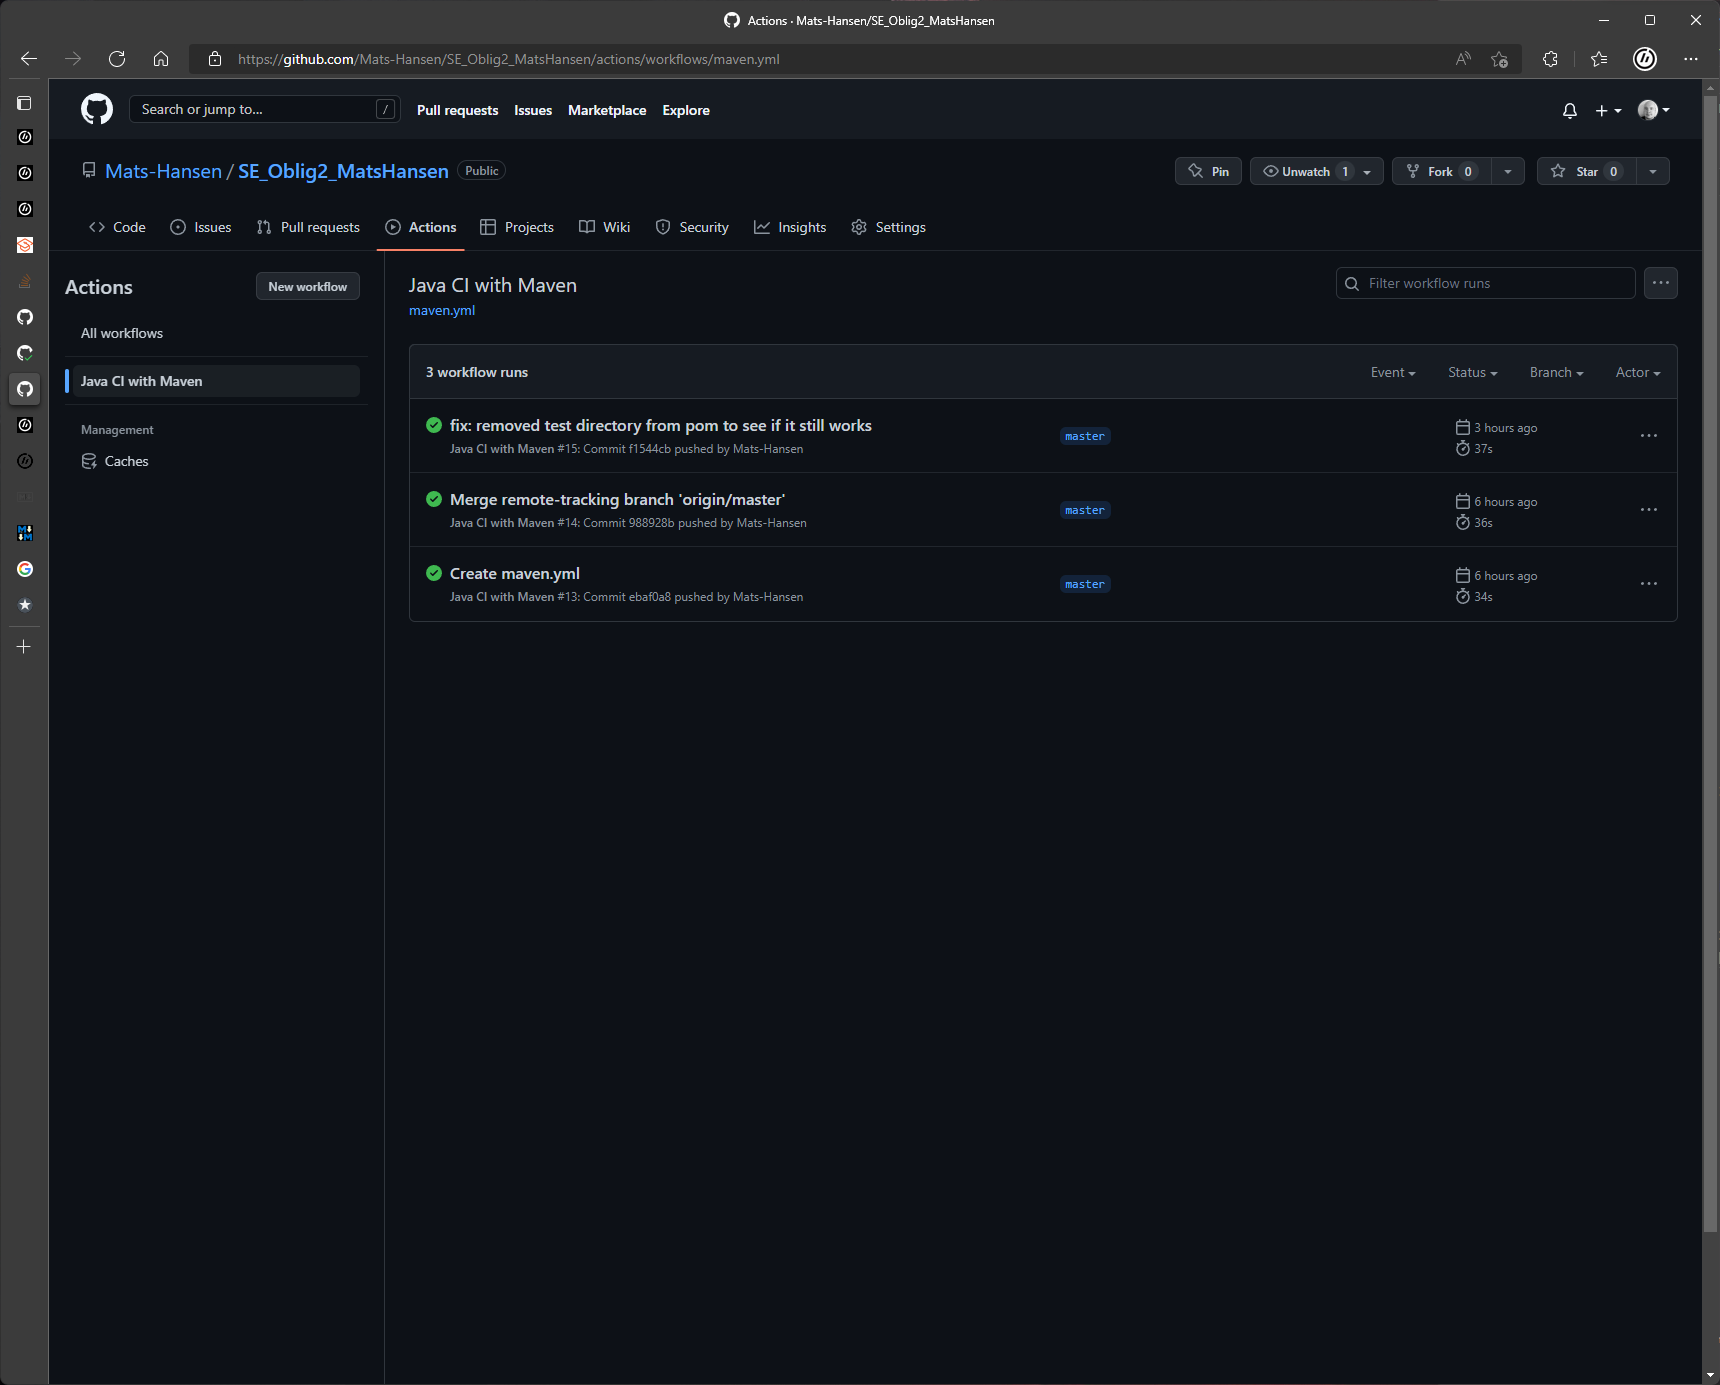 Actions · Mats-Hansen/SE_Oblig2_MatsHansen
https://github.com/Mats-Hansen/SE_Oblig2_MatsHansen/actions/workflows/maven.yml
Search or jump to... /
Pull requests Issues Marketplace Explore
Mats-Hansen / SE_Oblig2_MatsHansen Public
Pin Unwatch 1 Fork 0 Star 0
Code Issues Pull requests Actions Projects Wiki Security Insights Settings
Actions New workflow
All workflows
Java CI with Maven
Management
Caches
Java CI with Maven
maven.yml
Filter workflow runs
3 workflow runs Event Status Branch Actor
fix: removed test directory from pom to see if it still works
Java CI with Maven #15: Commit f1544cb pushed by Mats-Hansen
master
3 hours ago
37s
Merge remote-tracking branch 'origin/master'
Java CI with Maven #14: Commit 988928b pushed by Mats-Hansen
master
6 hours ago
36s
Create maven.yml
Java CI with Maven #13: Commit ebaf0a8 pushed by Mats-Hansen
master
6 hours ago
34s